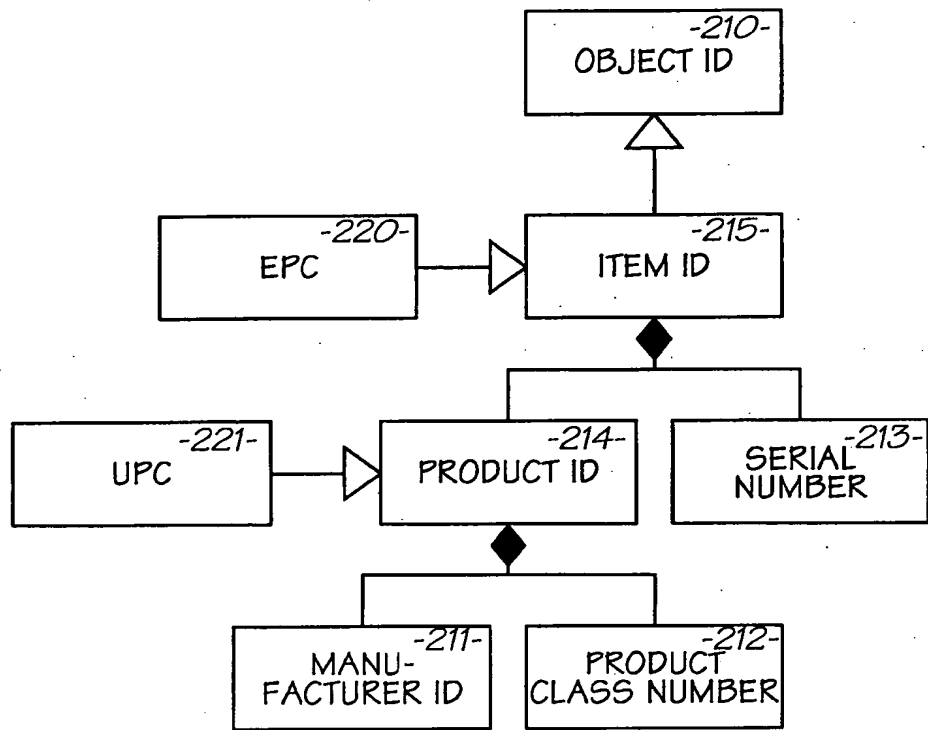 -210-
OBJECT ID
-220-
EPC
-215-
ITEM ID
-221-
UPC
-214-
PRODUCT ID
-213-
SERIAL
NUMBER
-211-
MANU-
FACTURER ID
-212-
PRODUCT
CLASS NUMBER